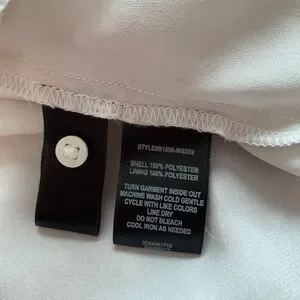 SHELL 100% POLYESTER
LINING 100% POLYESTER
TURN GARMENT INSIDE OUT
MACHINE WASH COLD GENTLE
CYCLE WITH LIKE COLORS
LINE DRY
DO NOT BLEACH
COOL IRON AS NEEDED